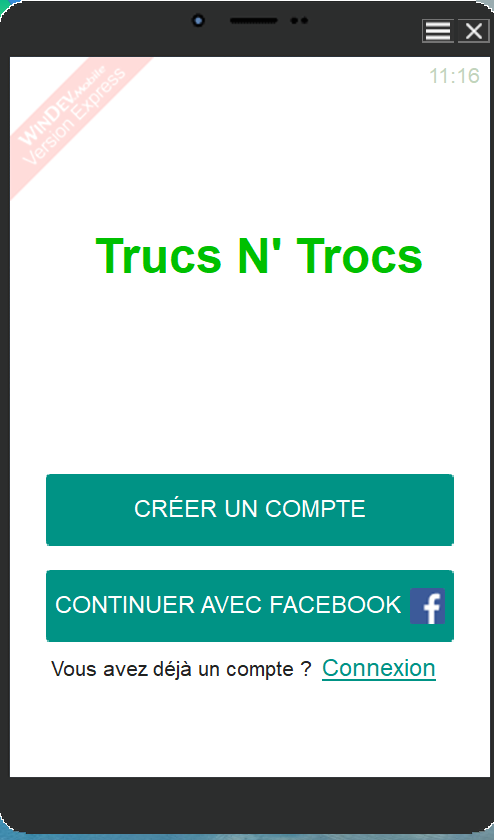 11:16
WINDEV Mobile
Version Express
Trucs N' Trocs
CRÉER UN COMPTE
CONTINUER AVEC FACEBOOK f
Vous avez déjà un compte ? Connexion